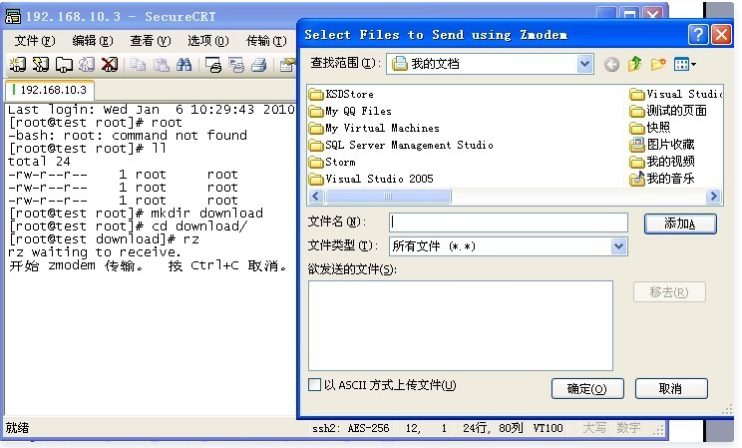 192.168.10.3 - SecureCRT
文件(F) 编辑(E) 查看(V) 选项(O) 传输(T)
192.168.10.3
Last login: Wed Jan  6 10:29:43 2010
[root@test root]# root
-bash: root: command not found
[root@test root]# ll
total 24
-rw-r--r--    1 root     root
-rw-r--r--    1 root     root
-rw-r--r--    1 root     root
[root@test root]# mkdir download
[root@test root]# cd download/
[root@test download]# rz
rz waiting to receive.
开始 zmodem 传输。  按 Ctrl+C 取消。
就绪
ssh2: AES-256 12, 1 24行, 80列 VT100 大写 数字
Select Files to Send using Zmodem
查找范围(I): 我的文档
KSDStore
My QQ Files
My Virtual Machines
SQL Server Management Studio
Storm
Visual Studio 2005
Visual Studi
测试的页面
快照
图片收藏
我的视频
我的音乐
文件名(N): 添加A
文件类型(T): 所有文件 (*.*)
欲发送的文件(S):
移去(R)
以 ASCII 方式上传文件(U) 确定(O) 取消